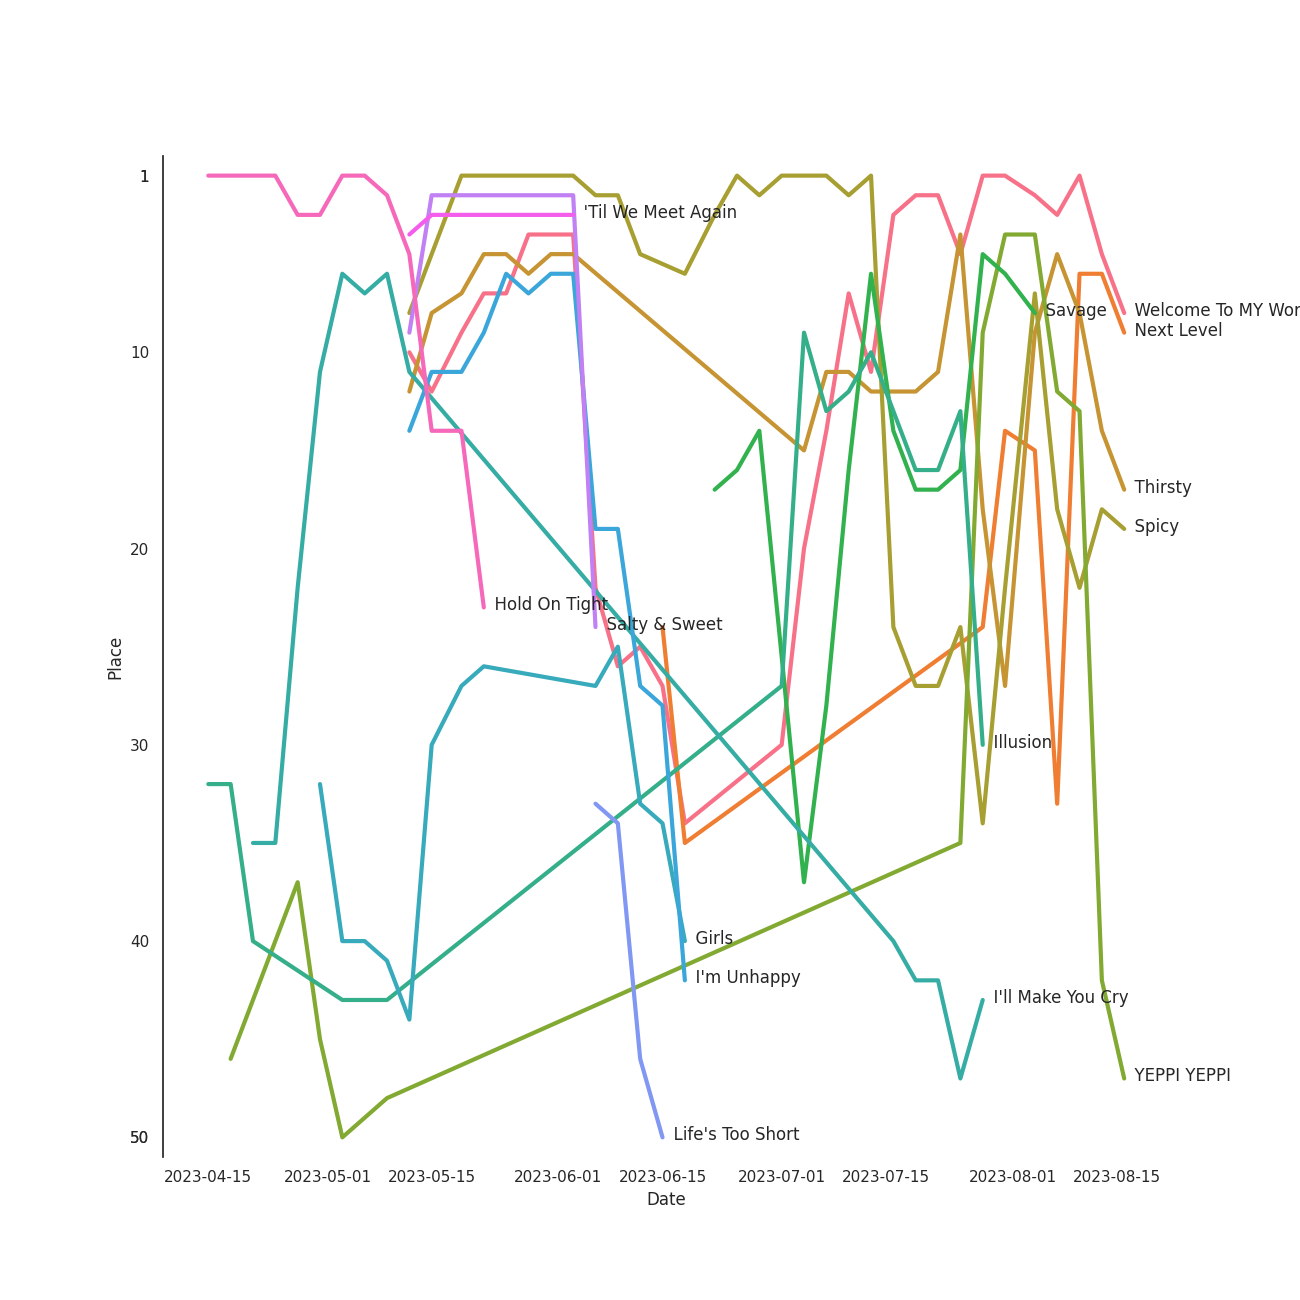 1
'Til We Meet Again
Savage
Welcome To MY Wor
Next Level
10
Thirsty
Spicy
20
Hold On Tight
Salty & Sweet
Place
30
Illusion
40
Girls
I'm Unhappy
I'll Make You Cry
YEPPI YEPPI
50
Life's Too Short
2023-04-15 2023-05-01 2023-05-15 2023-06-01 2023-06-15 2023-07-01 2023-07-15 2023-08-01 2023-08-15
Date